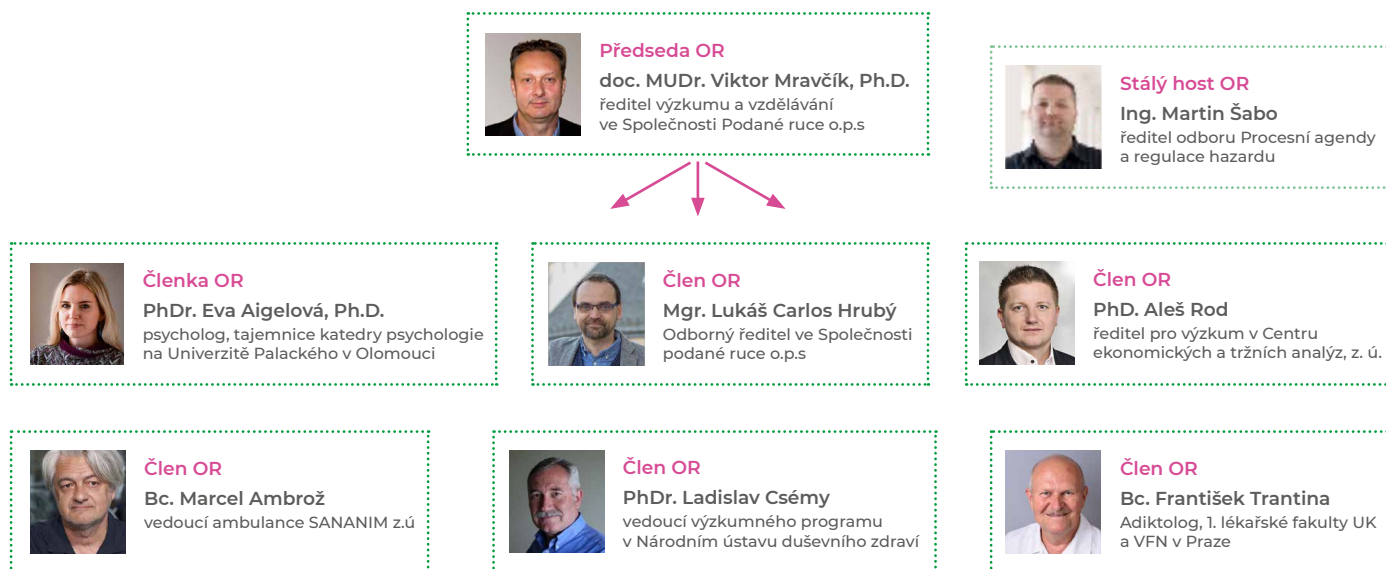 Předseda OR
doc. MUDr. Viktor Mravčík, Ph.D.
ředitel výzkumu a vzdělávání
ve Společnosti Podané ruce o.p.s
Stálý host OR
Ing. Martin Šabo
ředitel odboru Procesní agendy
a regulace hazardu
Členka OR
PhDr. Eva Aigelová, Ph.D.
psycholog, tajemnice katedry psychologie
na Univerzitě Palackého v Olomouci
Člen OR
Mgr. Lukáš Carlos Hrubý
Odborný ředitel ve Společnosti
podané ruce o.p.s
Člen OR
PhD. Aleš Rod
ředitel pro výzkum v Centru
ekonomických a tržních analýz, z. ú.
Člen OR
Bc. Marcel Ambrož
vedoucí ambulance SANANIM z.ú
Člen OR
PhDr. Ladislav Csémy
vedoucí výzkumného programu
v Národním ústavu duševního zdraví
Člen OR
Bc. František Trantina
Adiktolog, 1. lékařské fakulty UK
a VFN v Praze